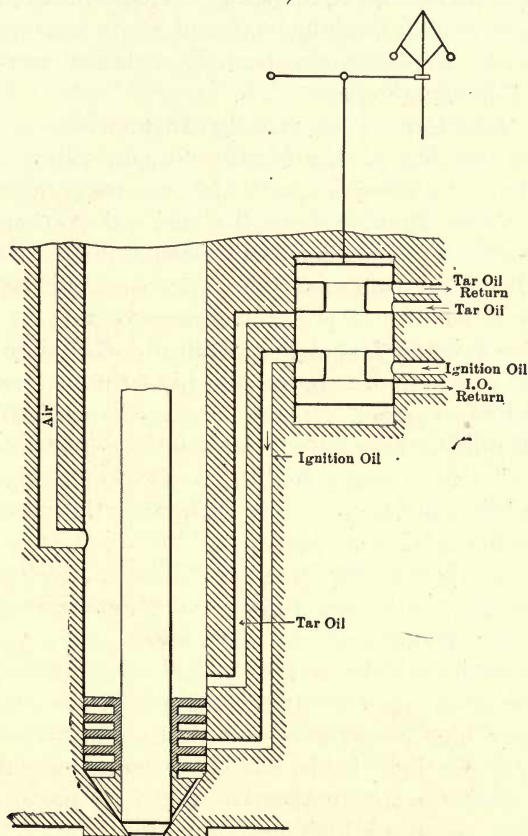 Tar Oil
Return
Tar Oil
Ignition Oil
I.O.
Return
Air
Ignition Oil
Tar Oil